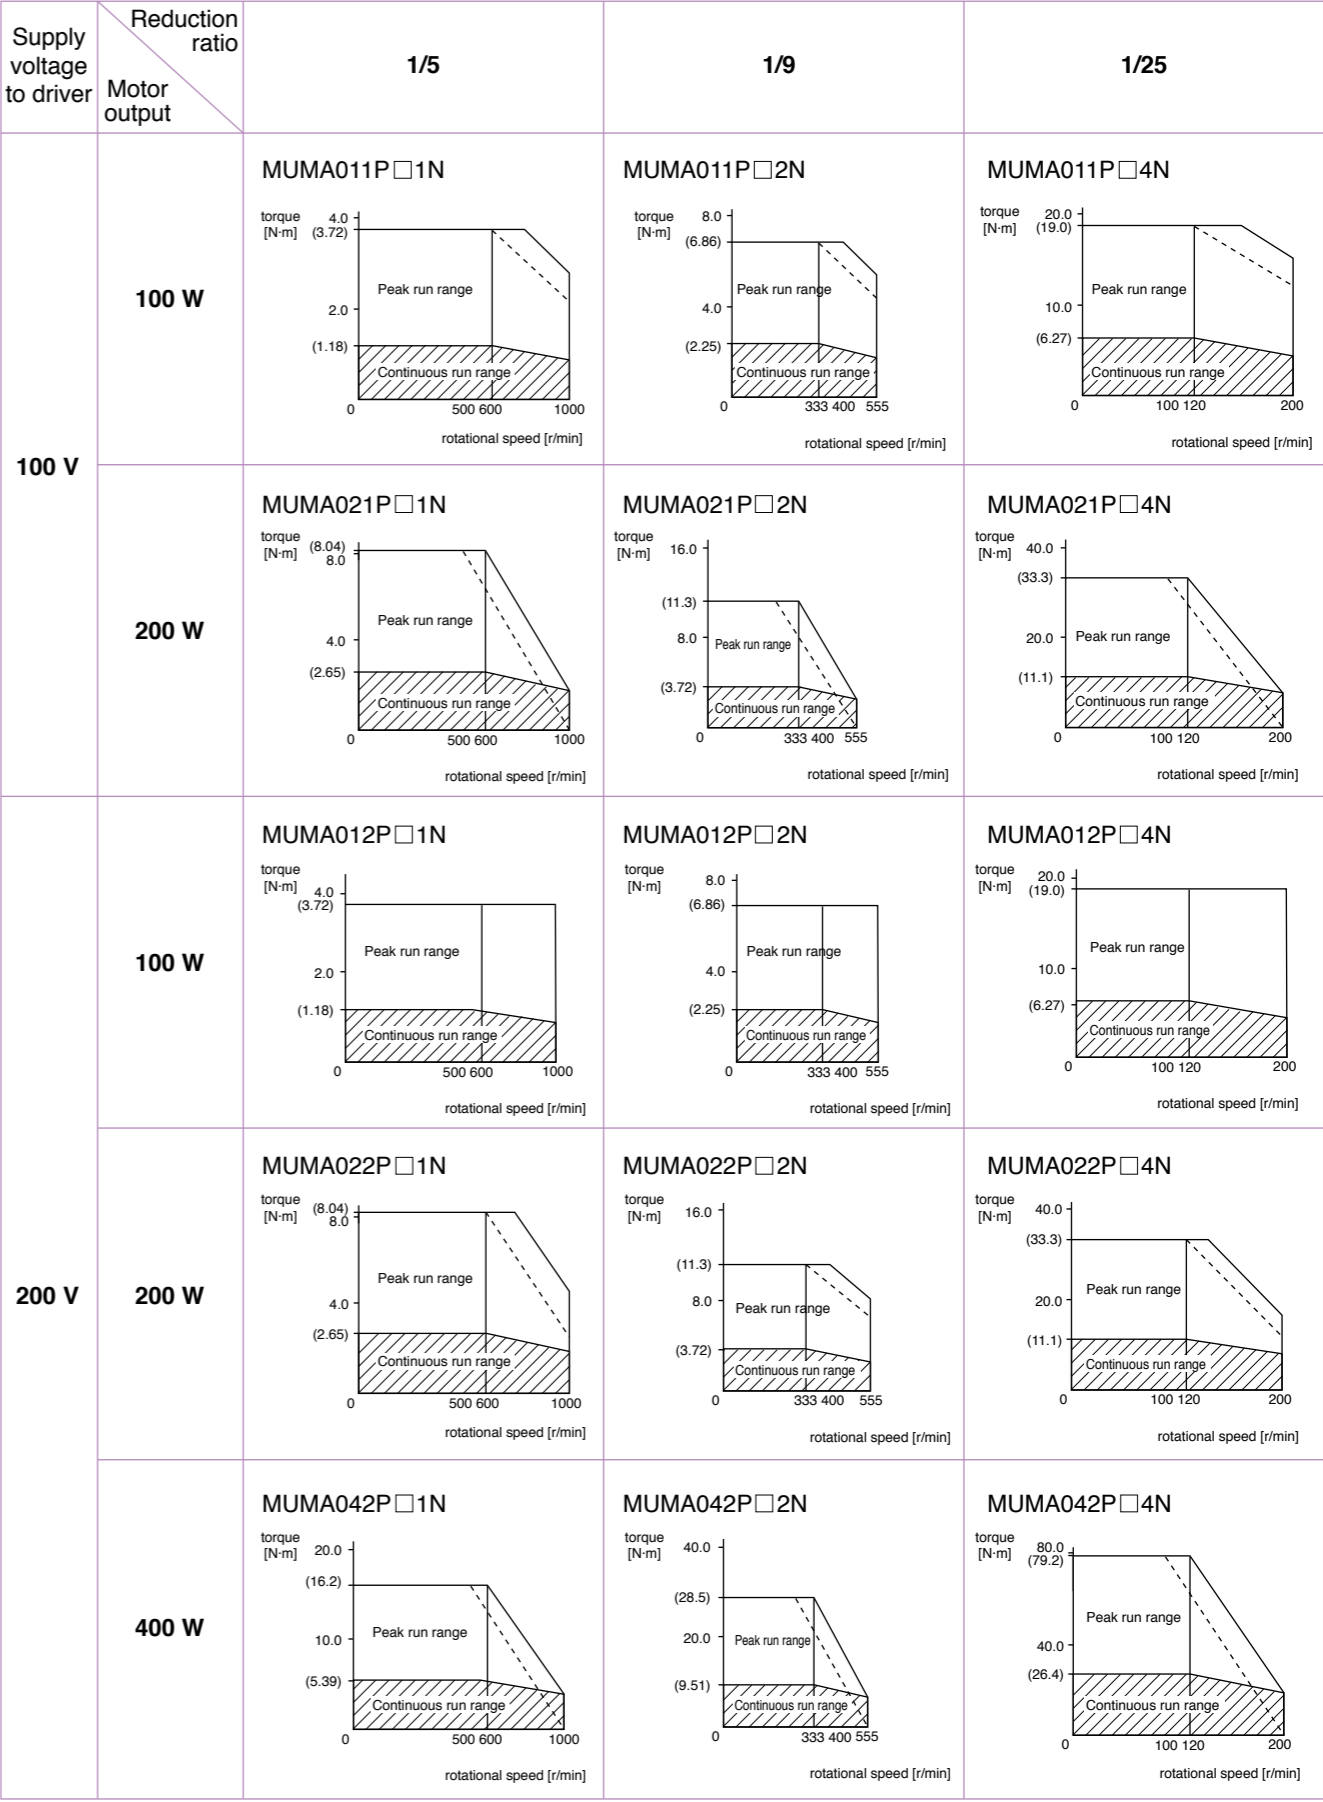 Supply
voltage
to driver
Reduction
ratio
Motor
output
1/5
1/9
1/25
100 V
100 W
MUMA011P□1N
torque
[N·m]
4.0
(3.72)
2.0
(1.18)
Peak run range
Continuous run range
0
500 600
1000
rotational speed [r/min]
MUMA011P□2N
torque
[N·m]
8.0
(6.86)
4.0
(2.25)
Peak run range
Continuous run range
0
333 400
555
rotational speed [r/min]
MUMA011P□4N
torque
[N·m]
20.0
(19.0)
10.0
(6.27)
Peak run range
Continuous run range
0
100 120
200
rotational speed [r/min]
200 W
MUMA021P□1N
torque
[N·m]
(8.04)
8.0
4.0
(2.65)
Peak run range
Continuous run range
0
500 600
1000
rotational speed [r/min]
MUMA021P□2N
torque
[N·m]
16.0
(11.3)
8.0
(3.72)
Peak run range
Continuous run range
0
333 400
555
rotational speed [r/min]
MUMA021P□4N
torque
[N·m]
40.0
(33.3)
20.0
(11.1)
Peak run range
Continuous run range
0
100 120
200
rotational speed [r/min]
200 V
100 W
MUMA012P□1N
torque
[N·m]
4.0
(3.72)
2.0
(1.18)
Peak run range
Continuous run range
0
500 600
1000
rotational speed [r/min]
MUMA012P□2N
torque
[N·m]
8.0
(6.86)
4.0
(2.25)
Peak run range
Continuous run range
0
333 400
555
rotational speed [r/min]
MUMA012P□4N
torque
[N·m]
20.0
(19.0)
10.0
(6.27)
Peak run range
Continuous run range
0
100 120
200
rotational speed [r/min]
200 W
MUMA022P□1N
torque
[N·m]
(8.04)
8.0
4.0
(2.65)
Peak run range
Continuous run range
0
500 600
1000
rotational speed [r/min]
MUMA022P□2N
torque
[N·m]
16.0
(11.3)
8.0
(3.72)
Peak run range
Continuous run range
0
333 400
555
rotational speed [r/min]
MUMA022P□4N
torque
[N·m]
40.0
(33.3)
20.0
(11.1)
Peak run range
Continuous run range
0
100 120
200
rotational speed [r/min]
400 W
MUMA042P□1N
torque
[N·m]
20.0
(16.2)
10.0
(5.39)
Peak run range
Continuous run range
0
500 600
1000
rotational speed [r/min]
MUMA042P□2N
torque
[N·m]
40.0
(28.5)
20.0
(9.51)
Peak run range
Continuous run range
0
333 400 555
rotational speed [r/min]
MUMA042P□4N
torque
[N·m]
80.0
(79.2)
40.0
(26.4)
Peak run range
Continuous run range
0
100 120
200
rotational speed [r/min]